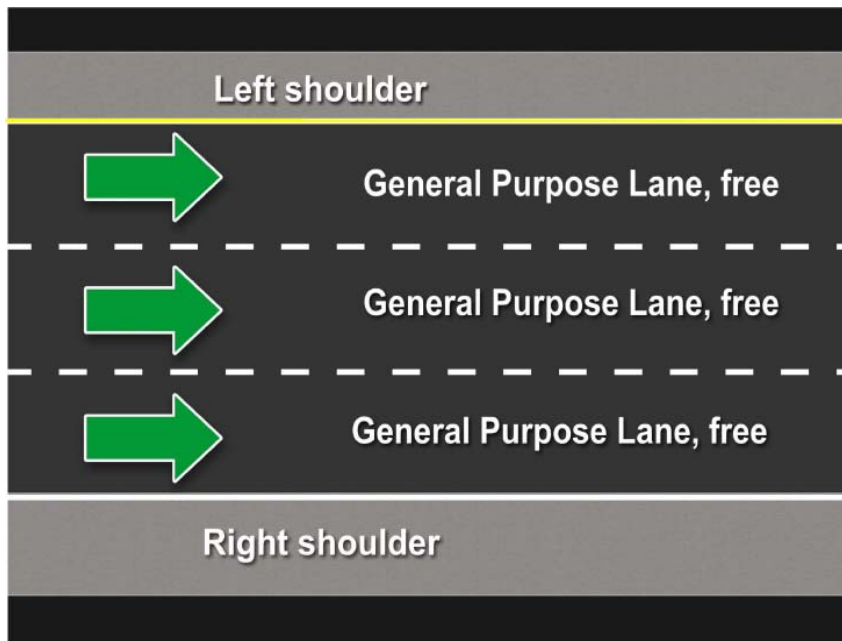 Left shoulder
General Purpose Lane, free
General Purpose Lane, free
General Purpose Lane, free
Right shoulder